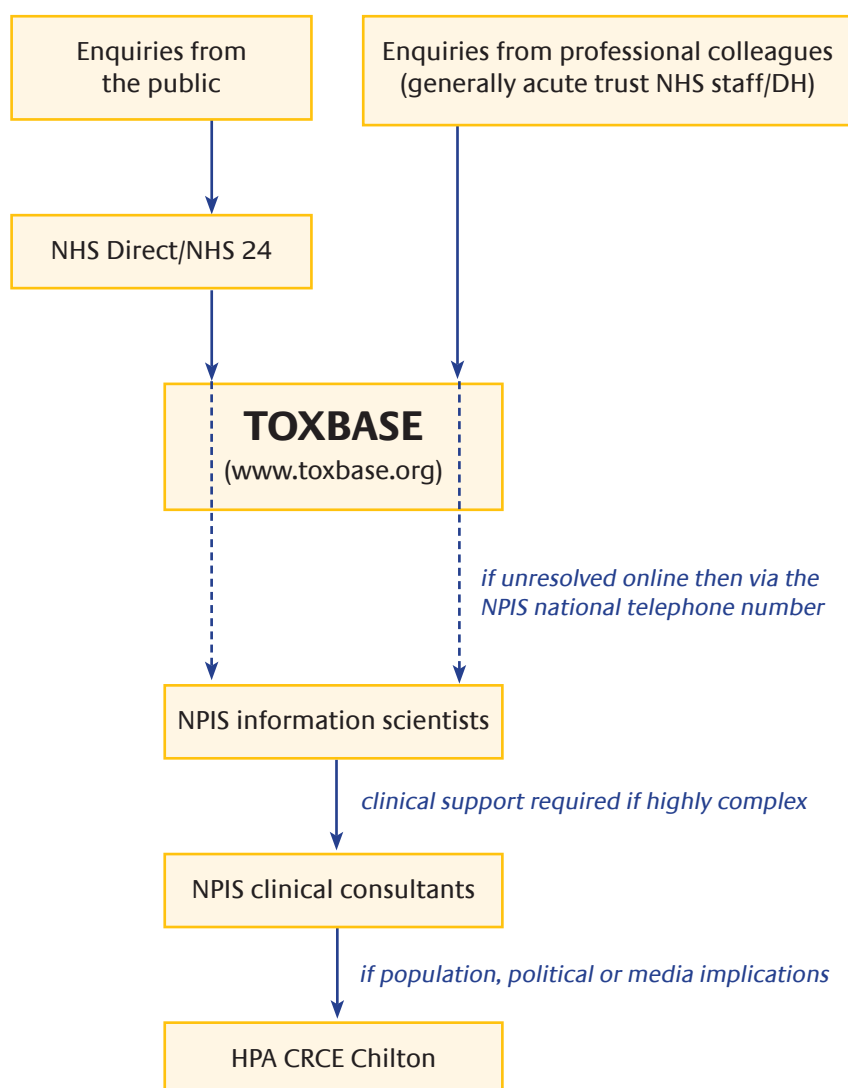 Enquiries from
the public
Enquiries from professional colleagues
(generally acute trust NHS staff/DH)
NHS Direct/NHS 24
TOXBASE
(www.toxbase.org)
if unresolved online then via the
NPIS national telephone number
NPIS information scientists
clinical support required if highly complex
NPIS clinical consultants
if population, political or media implications
HPA CRCE Chilton